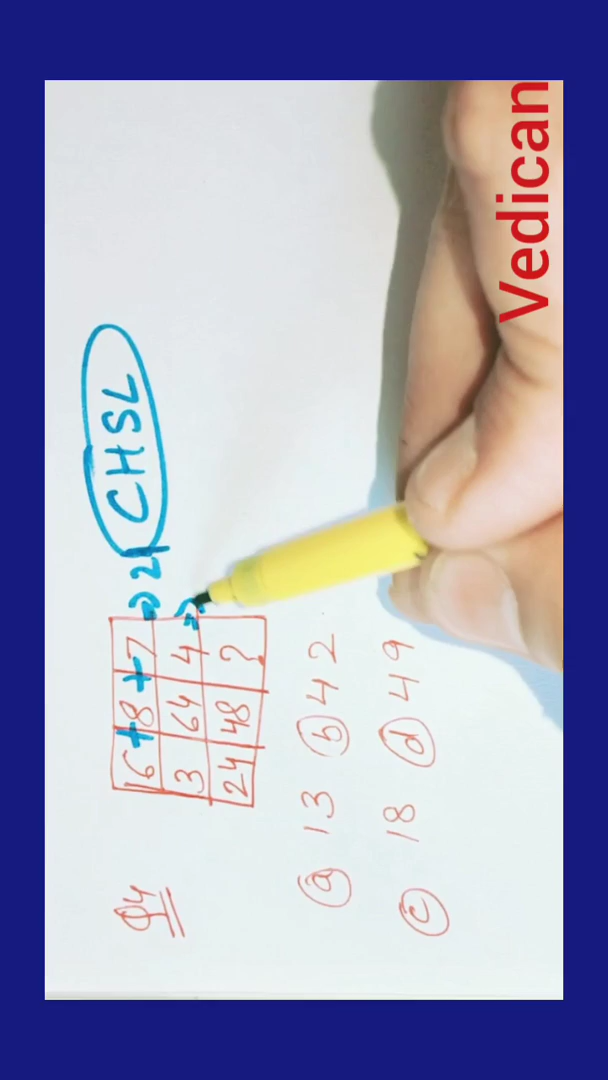 Vedican
CHSL
Q4
6 + 8 + 7 → 21
3 64 4
24 48 ?
a 13 b 42
c 18 d 49